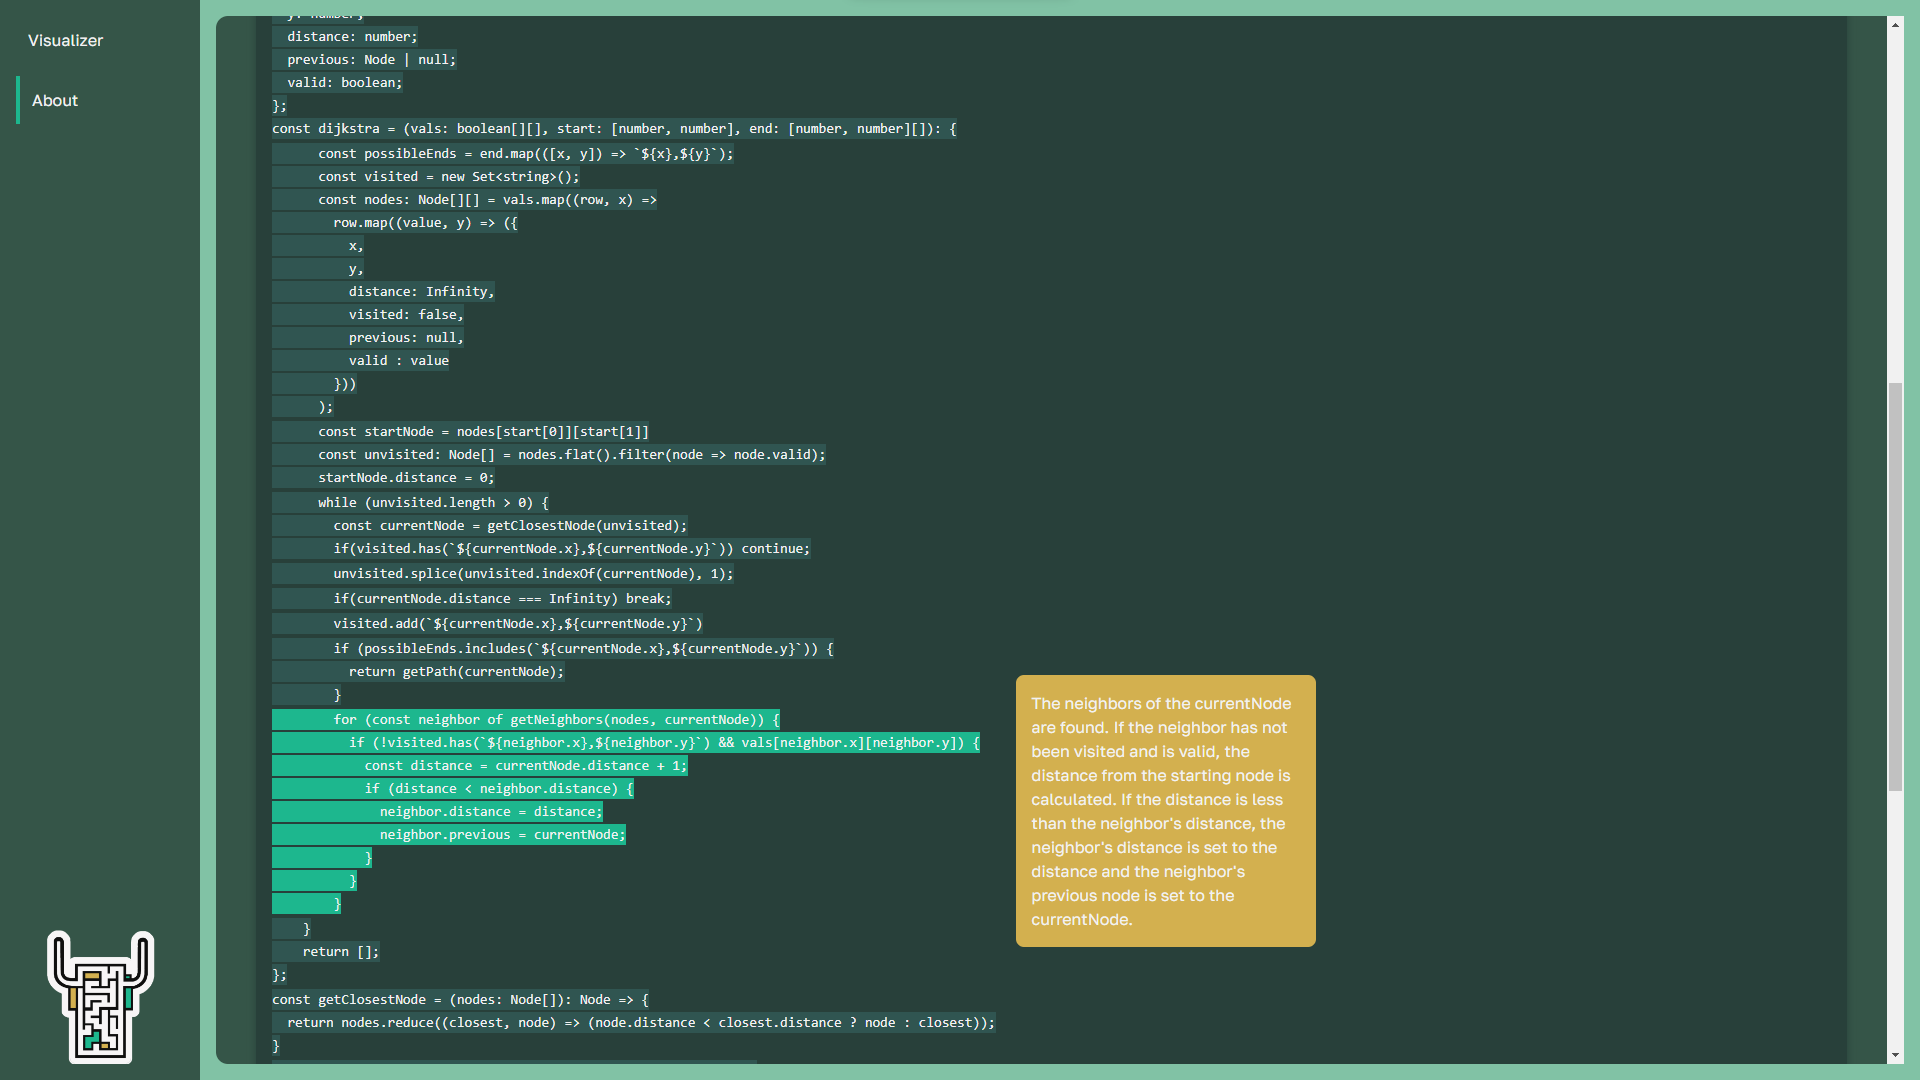 Visualizer
About
y: number;
distance: number;
previous: Node | null;
valid: boolean;
};
const dijkstra = (vals: boolean[][], start: [number, number], end: [number, number][]): {
const possibleEnds = end.map(([x, y]) => `${x},${y}`);
const visited = new Set<string>();
const nodes: Node[][] = vals.map((row, x) =>
row.map((value, y) => ({
x,
y,
distance: Infinity,
visited: false,
previous: null,
valid : value
}))
);
const startNode = nodes[start[0]][start[1]]
const unvisited: Node[] = nodes.flat().filter(node => node.valid);
startNode.distance = 0;
while (unvisited.length > 0) {
const currentNode = getClosestNode(unvisited);
if(visited.has(`${currentNode.x},${currentNode.y}`)) continue;
unvisited.splice(unvisited.indexOf(currentNode), 1);
if(currentNode.distance === Infinity) break;
visited.add(`${currentNode.x},${currentNode.y}`)
if (possibleEnds.includes(`${currentNode.x},${currentNode.y}`)) {
return getPath(currentNode);
}
for (const neighbor of getNeighbors(nodes, currentNode)) {
if (!visited.has(`${neighbor.x},${neighbor.y}`) && vals[neighbor.x][neighbor.y]) {
const distance = currentNode.distance + 1;
if (distance < neighbor.distance) {
neighbor.distance = distance;
neighbor.previous = currentNode;
}
}
}
}
return [];
};
const getClosestNode = (nodes: Node[]): Node => {
return nodes.reduce((closest, node) => (node.distance < closest.distance ? node : closest));
}
The neighbors of the currentNode
are found. If the neighbor has not
been visited and is valid, the
distance from the starting node is
calculated. If the distance is less
than the neighbor's distance, the
neighbor's distance is set to the
distance and the neighbor's
previous node is set to the
currentNode.